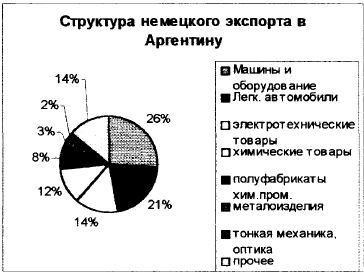 Структура немецкого экспорта в
Аргентину
14%
2%
3%
8%
12%
14%
21%
26%
Машины и
оборудование
Легк. автомобили
электротехнические
товары
химические товары
полуфабрикаты
хим.пром.
металоизделия
тонкая механика,
оптика
прочее